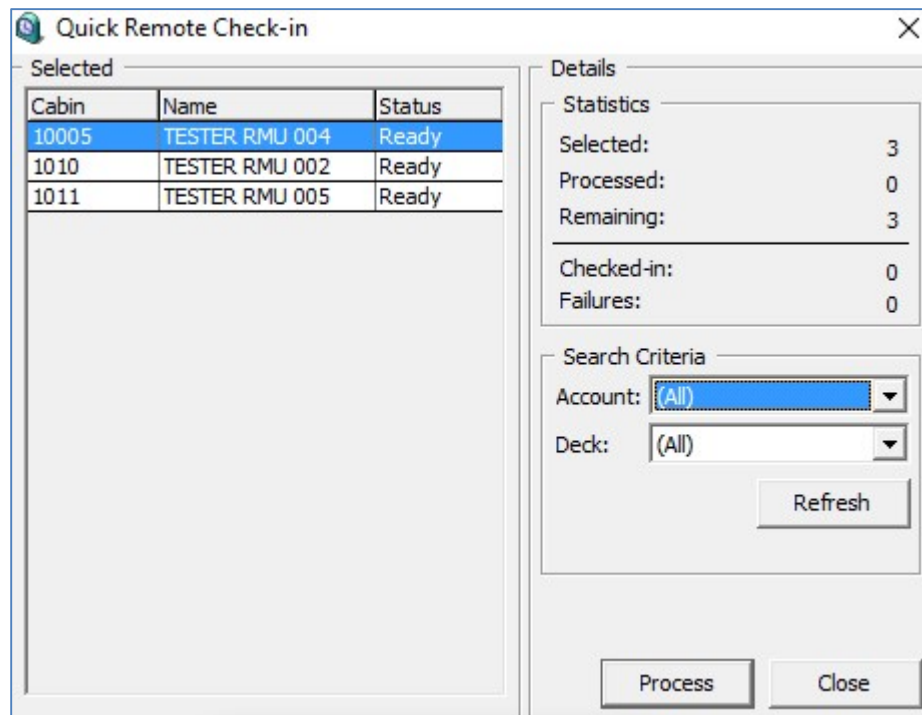 Quick Remote Check-in
Selected
Cabin Name Status
10005 TESTER RMU 004 Ready
1010 TESTER RMU 002 Ready
1011 TESTER RMU 005 Ready
Details
Statistics
Selected: 3
Processed: 0
Remaining: 3
Checked-in: 0
Failures: 0
Search Criteria
Account: (All)
Deck: (All)
Refresh
Process Close